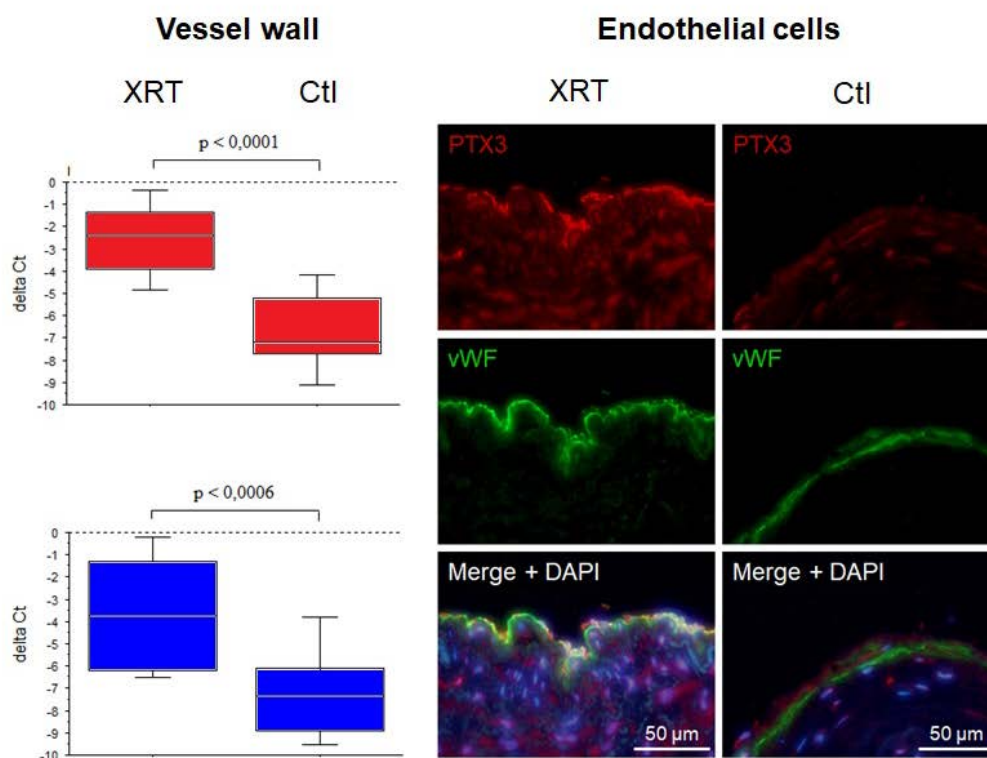 Vessel wall
Endothelial cells
XRT
Ctl
XRT
Ctl
p < 0,0001
0
-1
-2
-3
-4
-5
-6
-7
-8
-9
-10
delta Ct
p < 0,0006
0
-1
-2
-3
-4
-5
-6
-7
-8
-9
-10
delta Ct
PTX3
PTX3
vWF
vWF
Merge + DAPI
Merge + DAPI
50 µm
50 µm